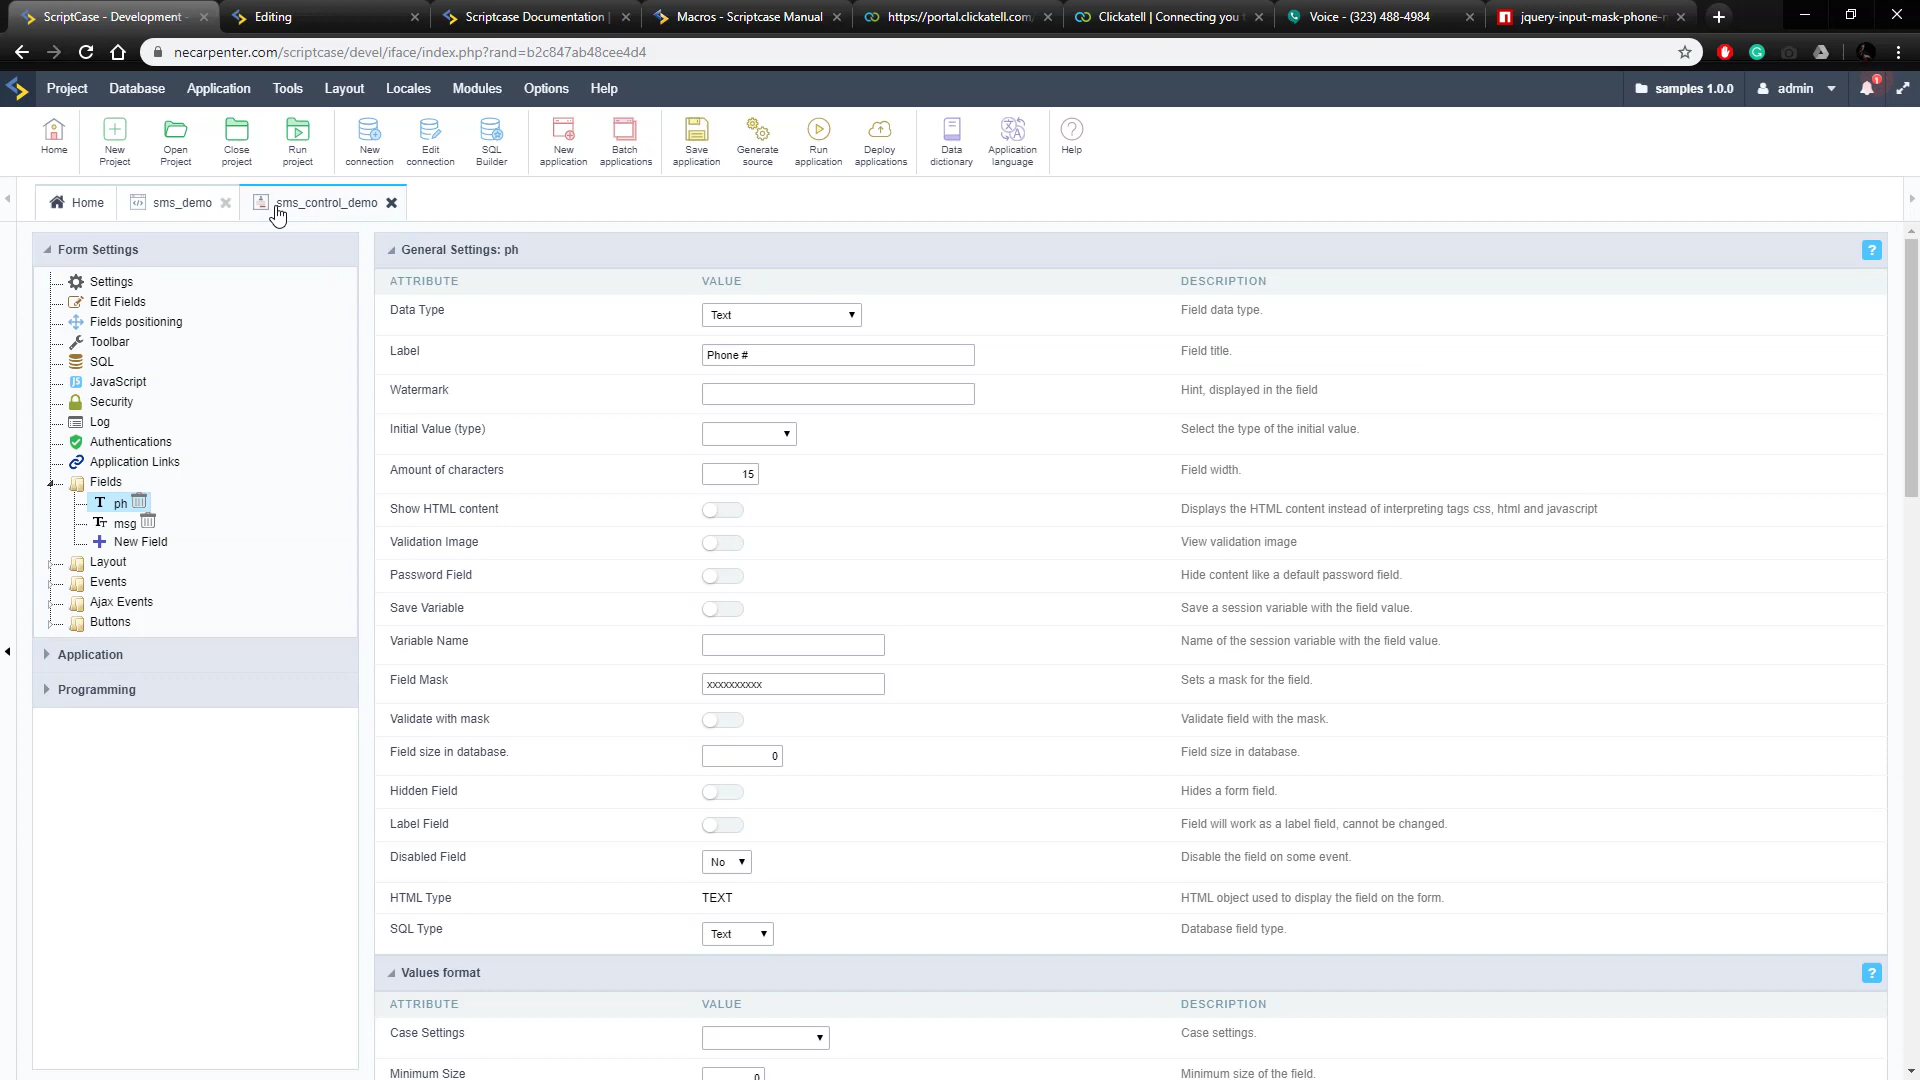 ScriptCase - Development -
Editing
Scriptcase Documentation |
Macros - Scriptcase Manual
https://portal.clickatell.com/
Clickatell | Connecting you t
Voice - (323) 488-4984
jquery-input-mask-phone-n
necarpenter.com/scriptcase/devel/iface/index.php?rand=b2c847ab48cee4d4
Project
Database
Application
Tools
Layout
Locales
Modules
Options
Help
samples 1.0.0
admin
1
Home
New Project
Open Project
Close project
Run project
New connection
Edit connection
SQL Builder
New application
Batch applications
Save application
Generate source
Run application
Deploy applications
Data dictionary
Application language
Help
Home
sms_demo
sms_control_demo
Form Settings
Settings
Edit Fields
Fields positioning
Toolbar
SQL
JavaScript
Security
Log
Authentications
Application Links
Fields
ph
msg
New Field
Layout
Events
Ajax Events
Buttons
Application
Programming
General Settings: ph
?
ATTRIBUTE VALUE DESCRIPTION
Data Type Text Field data type.
Label Phone # Field title.
Watermark Hint, displayed in the field
Initial Value (type) Select the type of the initial value.
Amount of characters 15 Field width.
Show HTML content Displays the HTML content instead of interpreting tags css, html and javascript
Validation Image View validation image
Password Field Hide content like a default password field.
Save Variable Save a session variable with the field value.
Variable Name Name of the session variable with the field value.
Field Mask xxxxxxxxxx Sets a mask for the field.
Validate with mask Validate field with the mask.
Field size in database. 0 Field size in database.
Hidden Field Hides a form field.
Label Field Field will work as a label field, cannot be changed.
Disabled Field No Disable the field on some event.
HTML Type TEXT HTML object used to display the field on the form.
SQL Type Text Database field type.
Values format
?
ATTRIBUTE VALUE DESCRIPTION
Case Settings Case settings.
Minimum Size 0 Minimum size of the field.